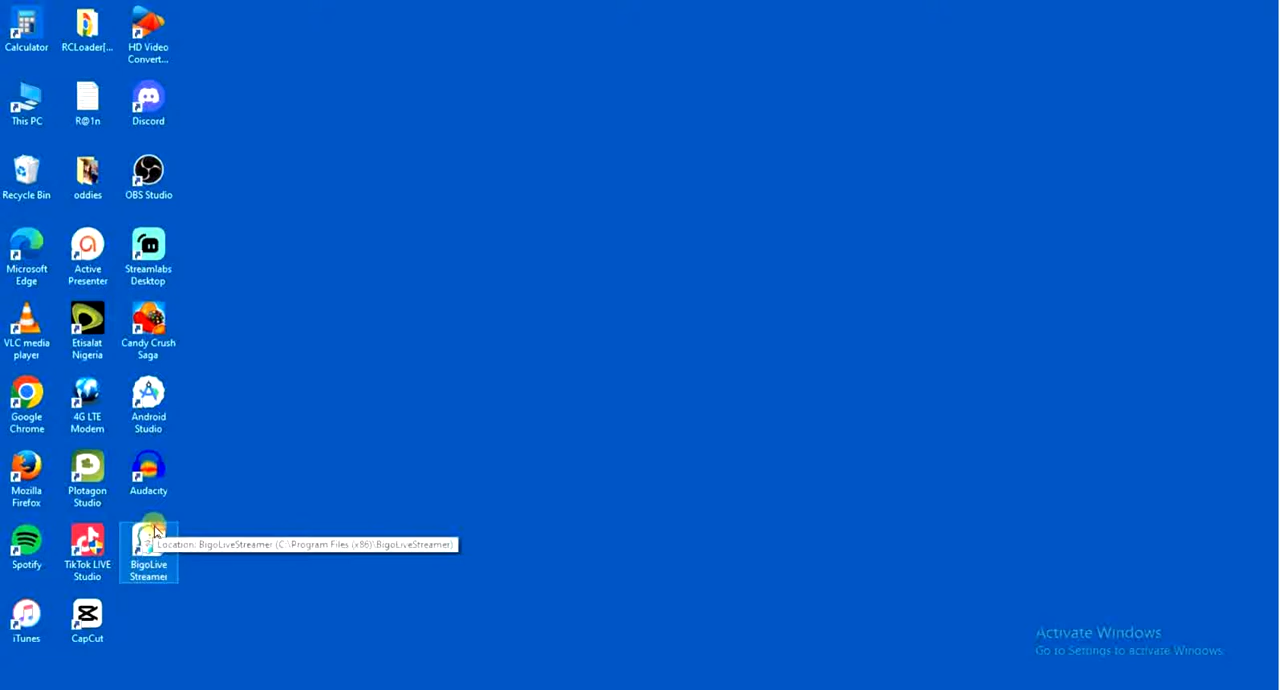 Calculator
RCLoader[...
HD Video
Convert...
This PC
R@1n
Discord
Recycle Bin
oddies
OBS Studio
Microsoft
Edge
Active
Presenter
Streamlabs
Desktop
VLC media
player
Etisalat
Nigeria
Candy Crush
Saga
Google
Chrome
4G LTE
Modem
Android
Studio
Mozilla
Firefox
Plotagon
Studio
Audacity
Spotify
TikTok LIVE
Studio
BigoLive
Streamer
Location: BigoLiveStreamer (C:\Program Files (x86)\BigoLiveStreamer)
iTunes
CapCut
Activate Windows
Go to Settings to activate Windows.